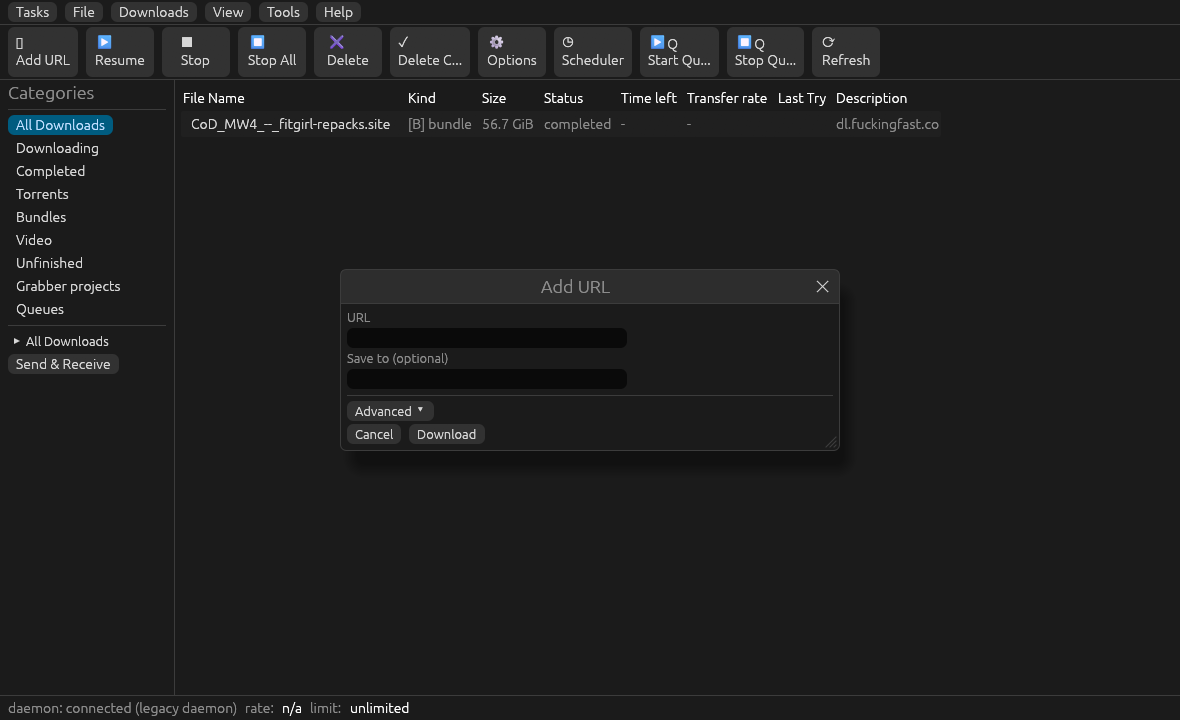 Tasks File Downloads View Tools Help
Add URL Resume Stop Stop All Delete Delete C... Options Scheduler Q Start Qu... Q Stop Qu... Refresh
Categories
All Downloads
Downloading
Completed
Torrents
Bundles
Video
Unfinished
Grabber projects
Queues
All Downloads
Send & Receive
File Name Kind Size Status Time left Transfer rate Last Try Description
CoD_MW4_--_fitgirl-repacks.site [B] bundle 56.7 GiB completed - - dl.fuckingfast.co
Add URL
URL
Save to (optional)
Advanced
Cancel Download
daemon: connected (legacy daemon) rate: n/a limit: unlimited